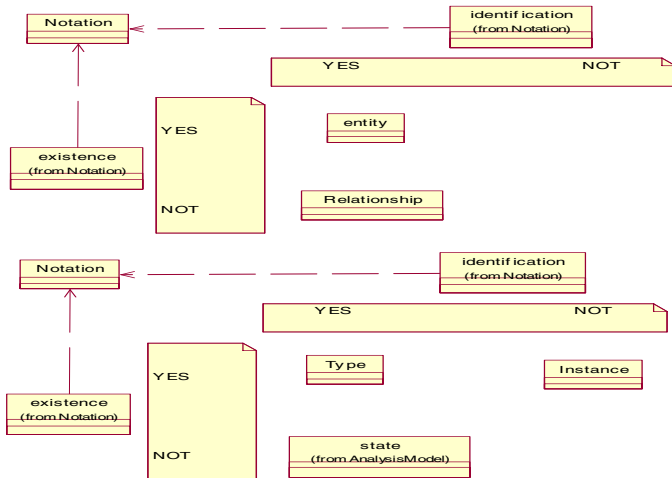 Notation
identification
(from Notation)
YES NOT
YES
entity
existence
(from Notation)
Relationship
NOT
Notation
identification
(from Notation)
YES NOT
YES
Type
Instance
existence
(from Notation)
state
(from AnalysisModel)
NOT